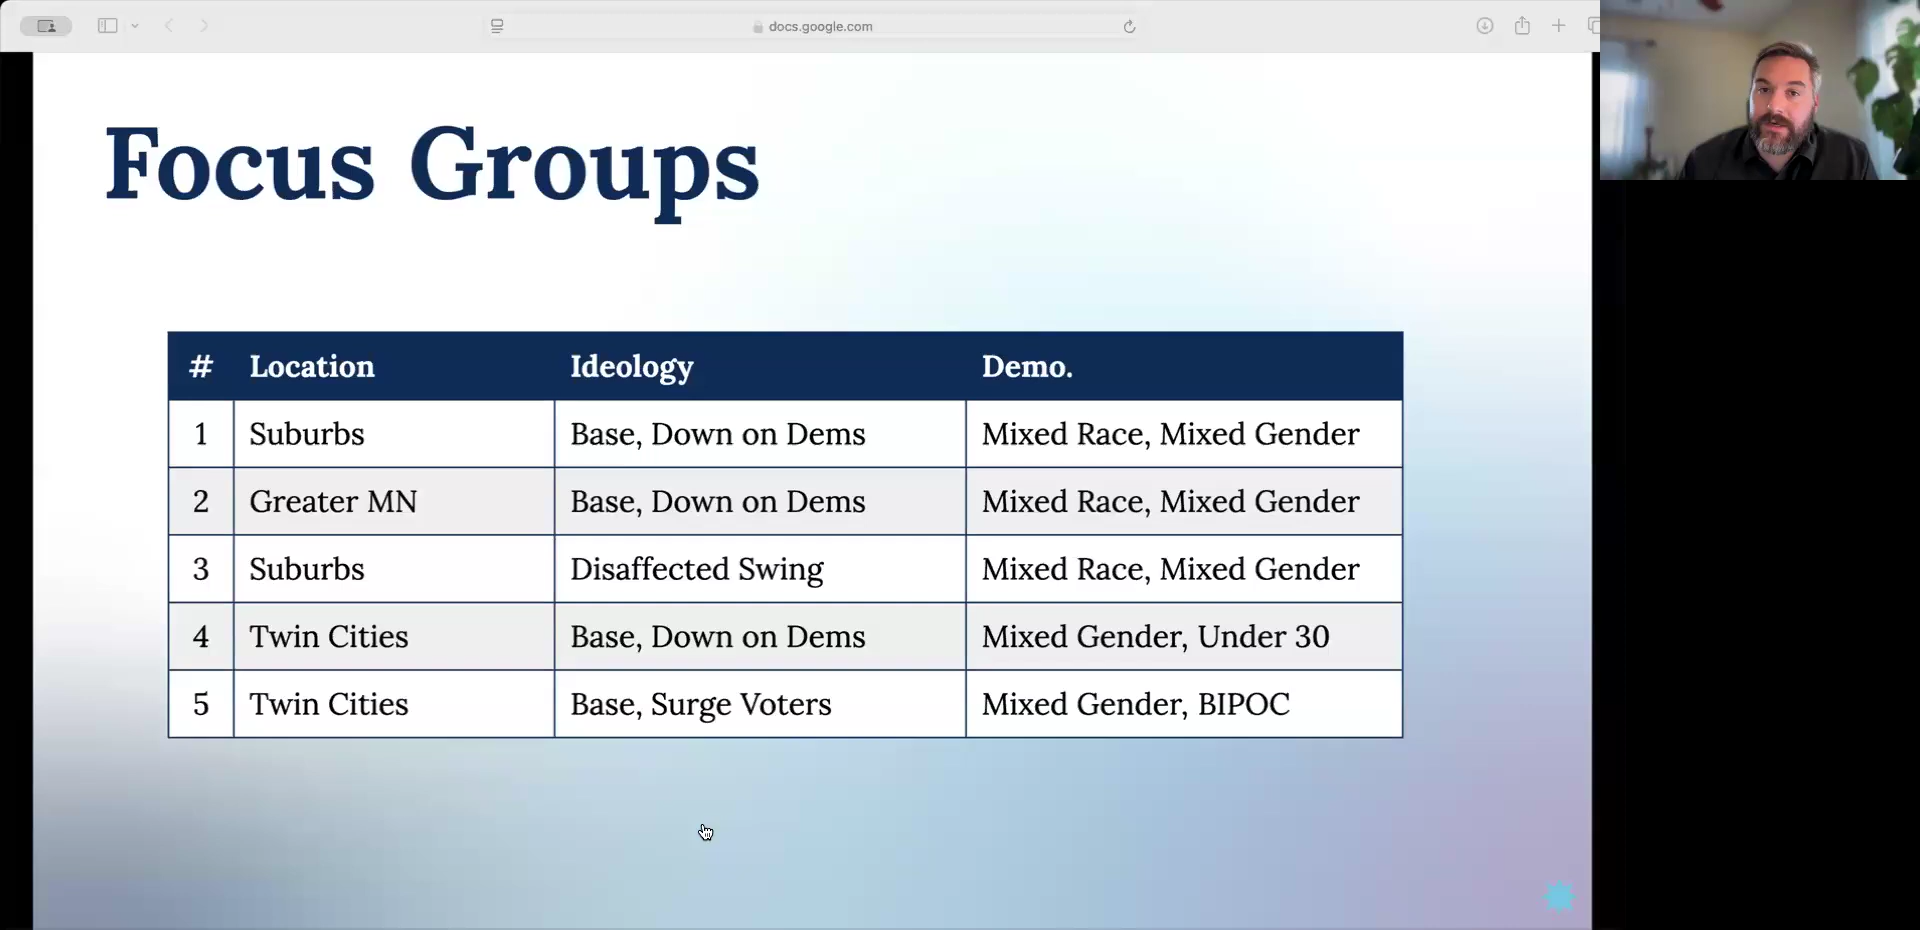 docs.google.com
Focus Groups
# Location Ideology Demo.
1 Suburbs Base, Down on Dems Mixed Race, Mixed Gender
2 Greater MN Base, Down on Dems Mixed Race, Mixed Gender
3 Suburbs Disaffected Swing Mixed Race, Mixed Gender
4 Twin Cities Base, Down on Dems Mixed Gender, Under 30
5 Twin Cities Base, Surge Voters Mixed Gender, BIPOC